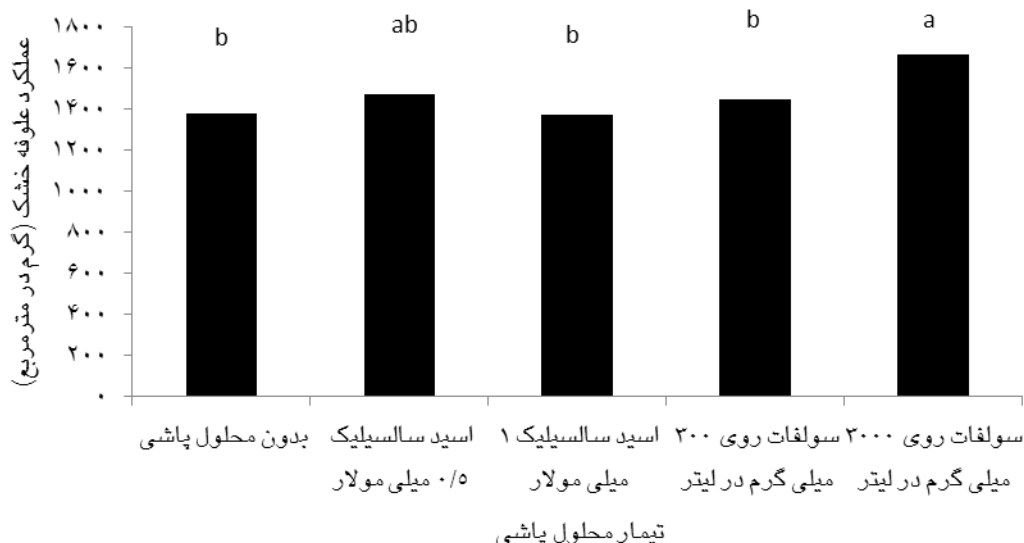 عملکرد علوفه خشک (گرم در مترمربع)
۱۸۰۰
۱۶۰۰
۱۴۰۰
۱۲۰۰
۱۰۰۰
۸۰۰
۶۰۰
۴۰۰
۲۰۰
۰
b
ab
b
b
a
بدون محلول پاشی
اسید سالسیلیک
۰/۵ میلی مولار
اسید سالسیلیک ۱
میلی مولار
سولفات روی ۳۰۰
میلی گرم در لیتر
سولفات روی ۳۰۰۰
میلی گرم در لیتر
تیمار محلول پاشی